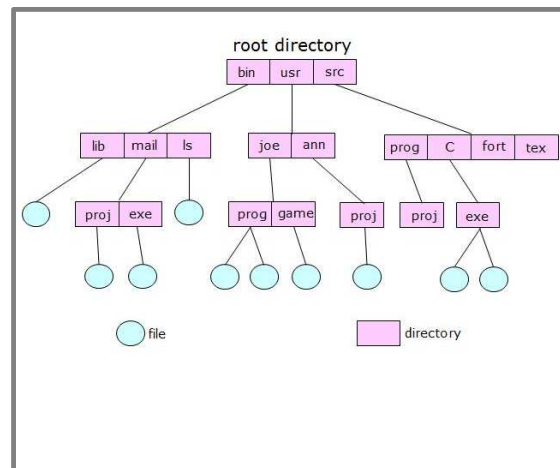 root directory
bin usr src
lib mail ls joe ann prog C fort tex
proj exe prog game proj proj exe
file directory